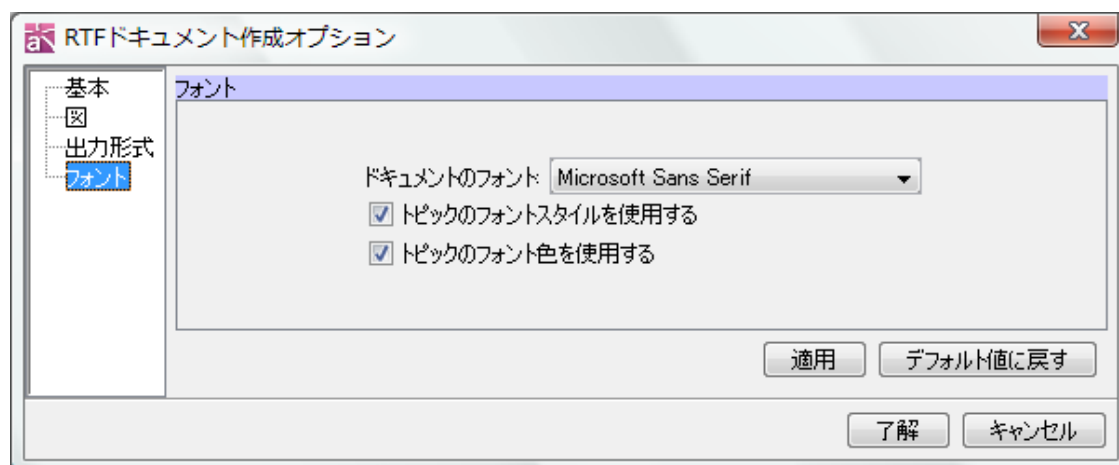 RTFドキュメント作成オプション
基本
図
出力形式
フォント
フォント
ドキュメントのフォント: Microsoft Sans Serif
トピックのフォントスタイルを使用する
トピックのフォント色を使用する
適用 デフォルト値に戻す
了解 キャンセル